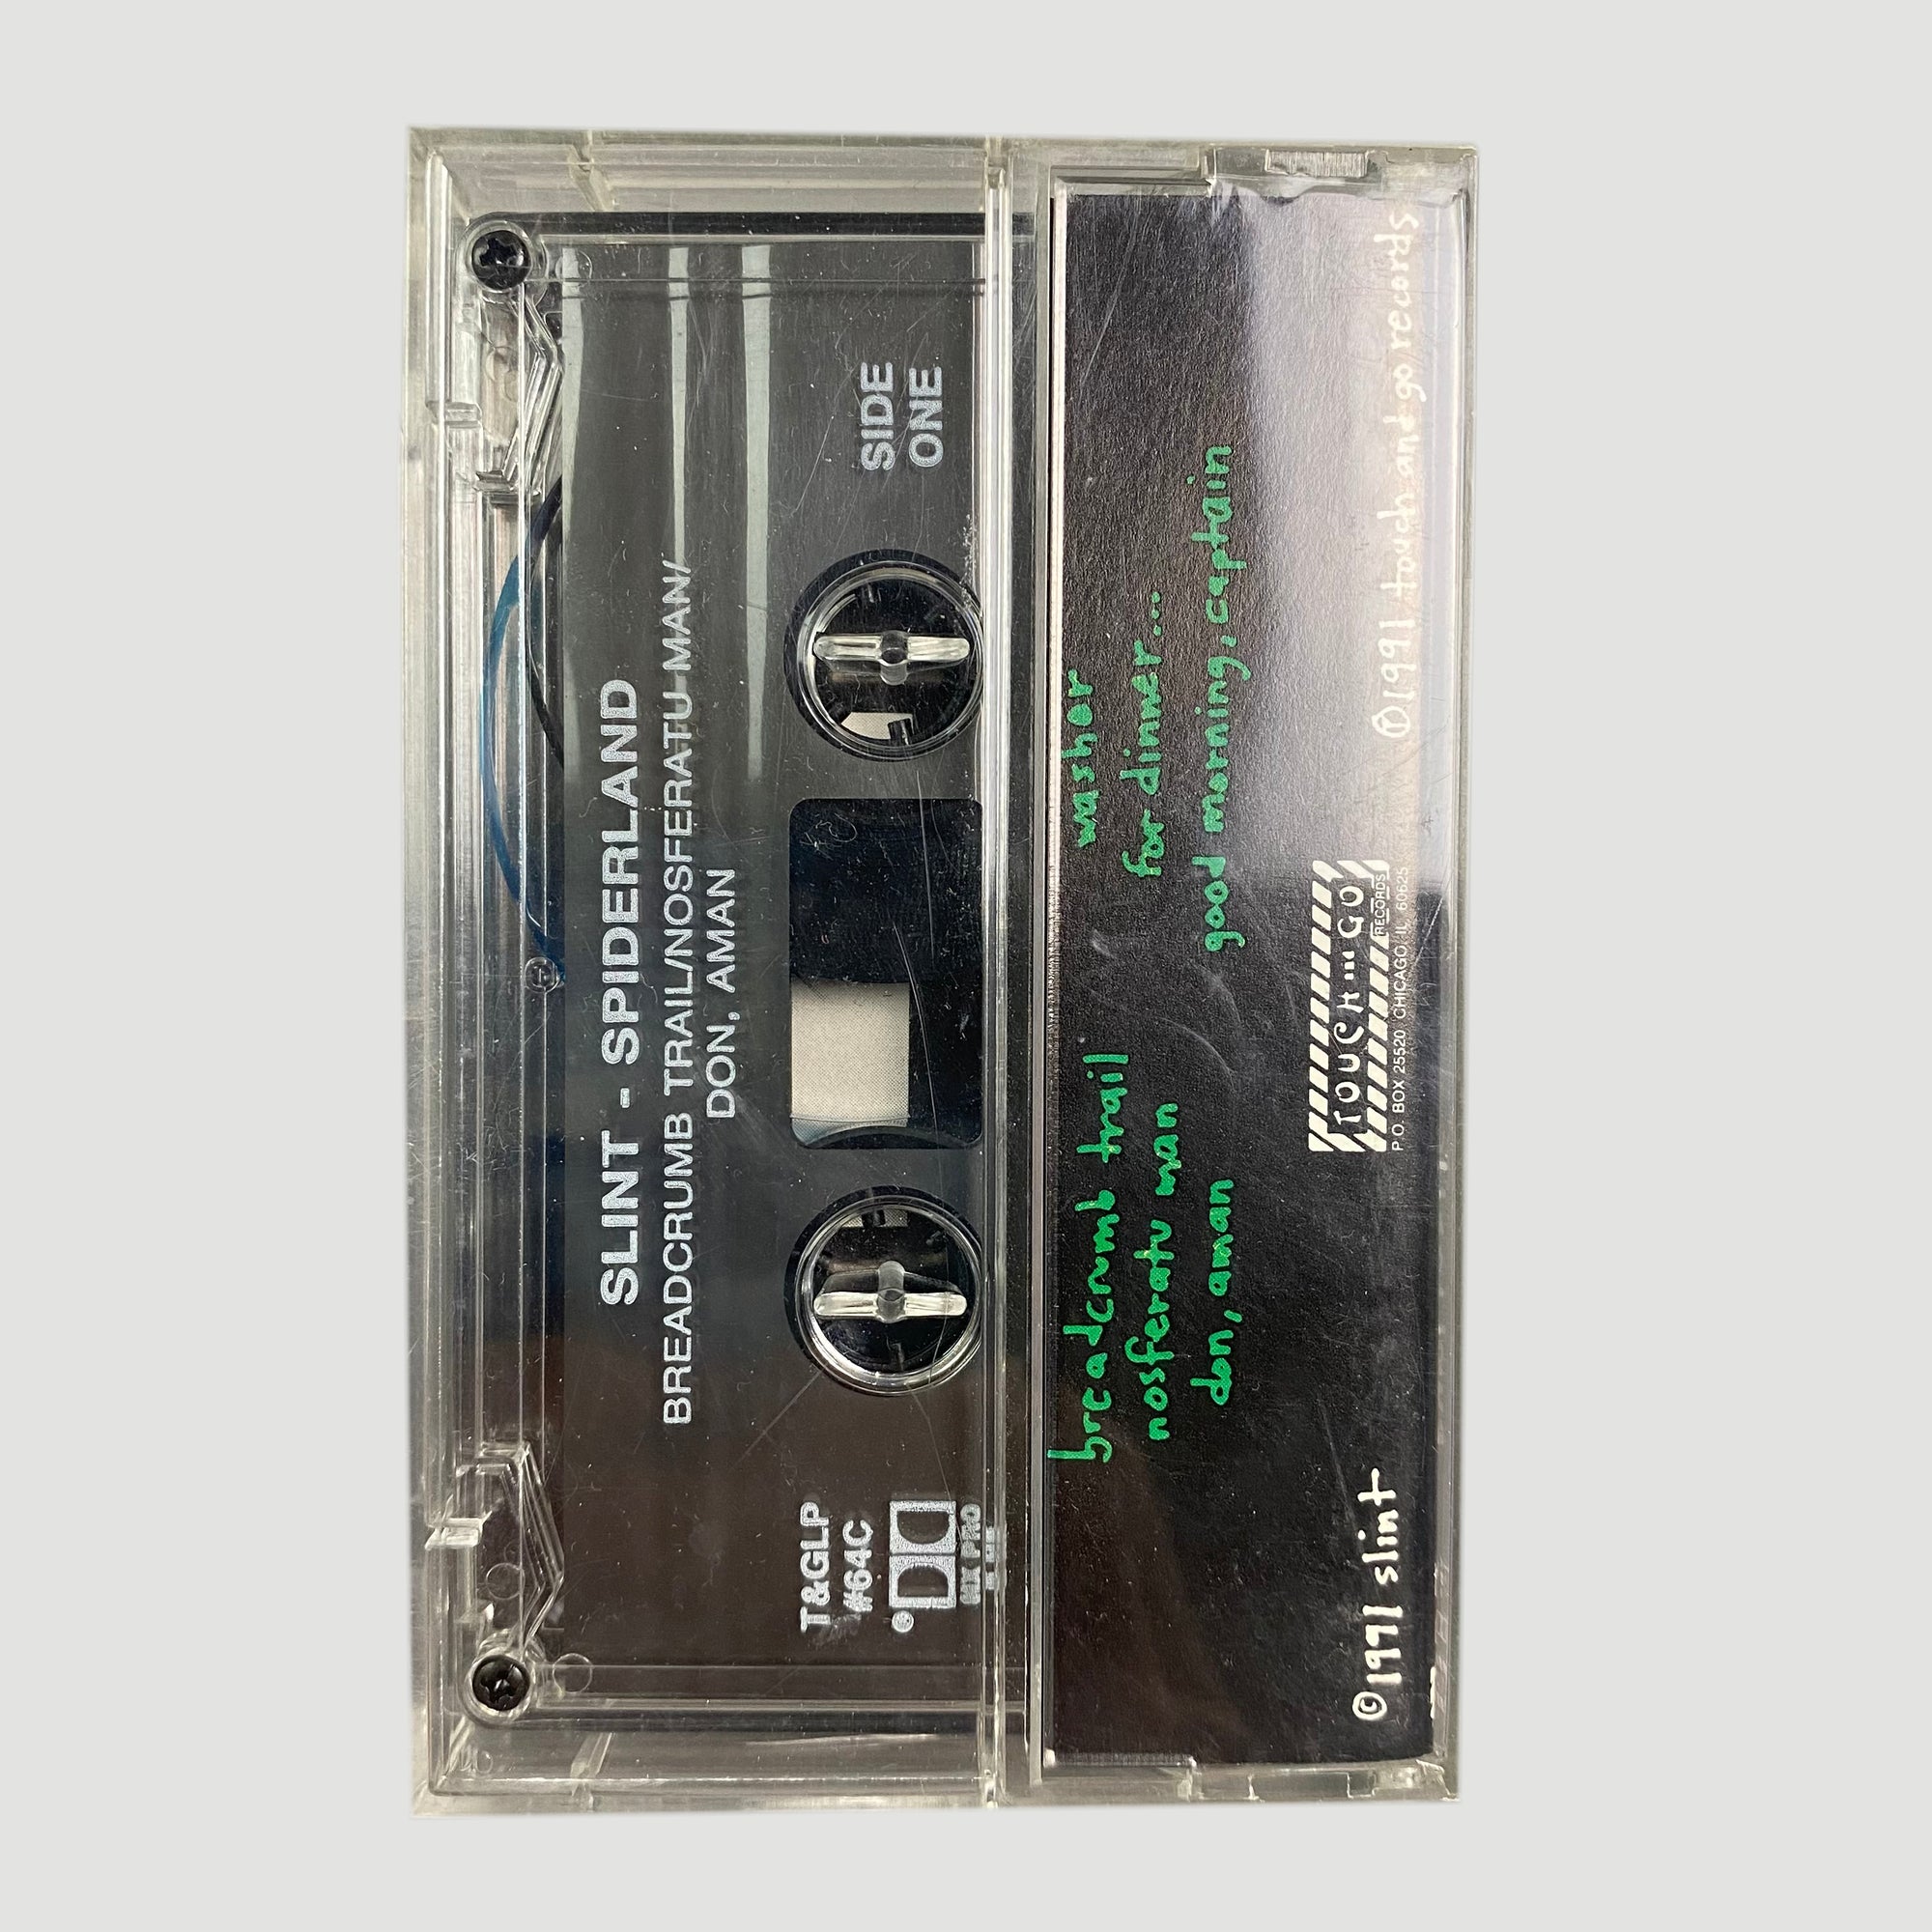 SLINT - SPIDERLAND
BREADCRUMB TRAIL/NOSFERATU MAN/
DON, AMAN
SIDE
ONE
T&GLP
#64C
HX PRO
breadcrumb trail
nosferatu man
don, aman
washer
for dinner...
good morning, captain
TOUCH and GO
RECORDS
P.O. BOX 25520 CHICAGO, IL 60625
©1991 slint
℗1991 touch and go records